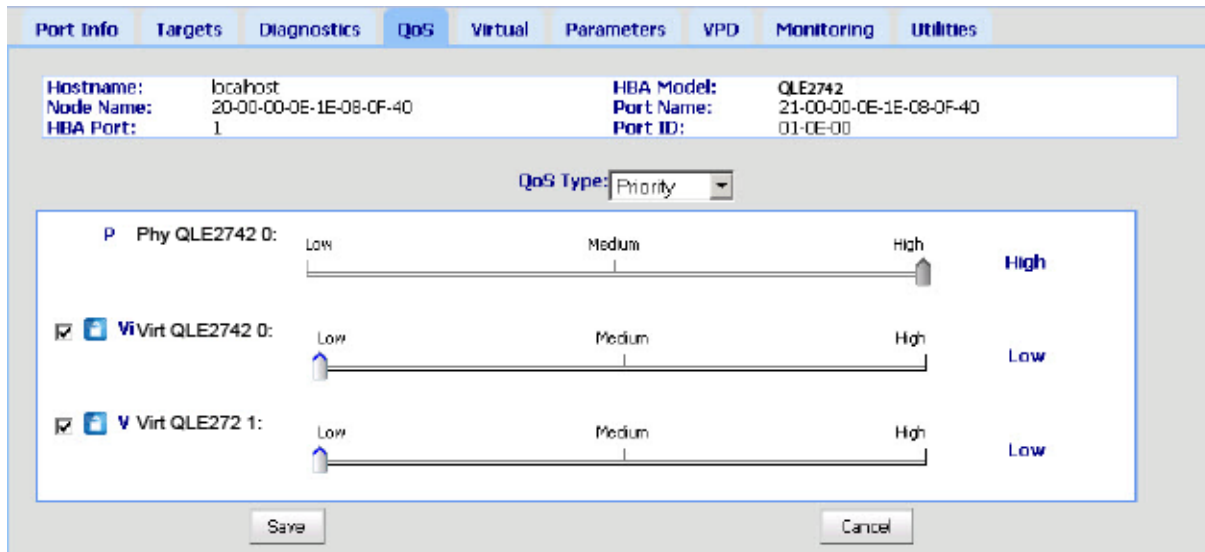 Port Info Targets Diagnostics QoS Virtual Parameters VPD Monitoring Utilities
Hostname: localhost HBA Model: QLE2742
Node Name: 20-00-00-0E-1E-08-0F-40 Port Name: 21-00-00-0E-1E-08-0F-40
HBA Port: 1 Port ID: 01-0E-00
QoS Type: Priority
P Phy QLE2742 0: Low Medium High High
Vi Virt QLE2742 0: Low Medium High Low
V Virt QLE272 1: Low Medium High Low
Save Cancel